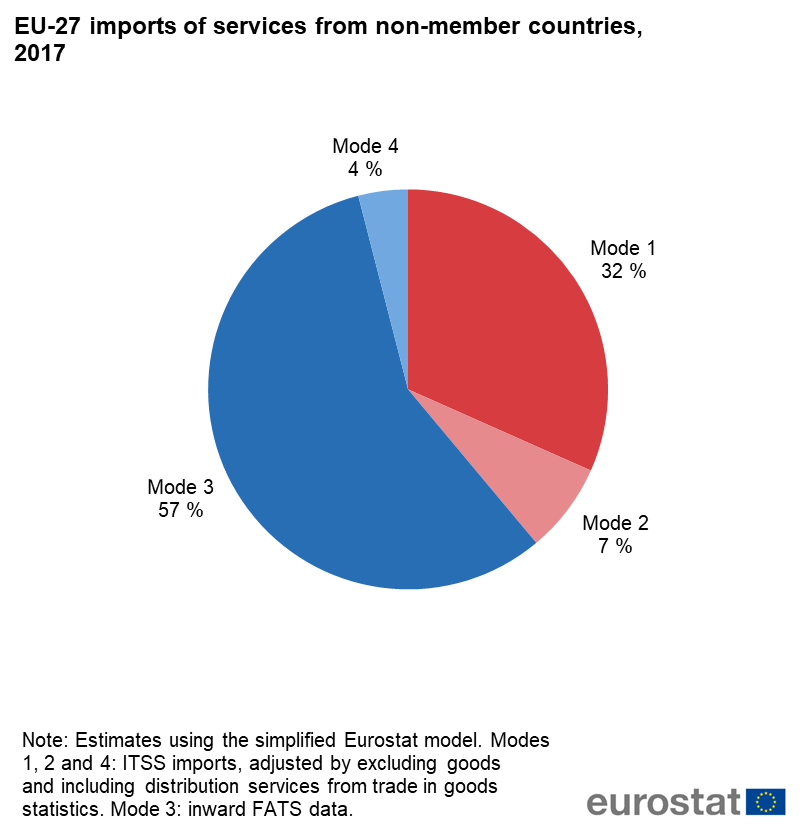 EU-27 imports of services from non-member countries,
2017
Mode 4
4 %
Mode 1
32 %
Mode 3
57 %
Mode 2
7 %
Note: Estimates using the simplified Eurostat model. Modes
1, 2 and 4: ITSS imports, adjusted by excluding goods
and including distribution services from trade in goods
statistics. Mode 3: inward FATS data.
eurostat